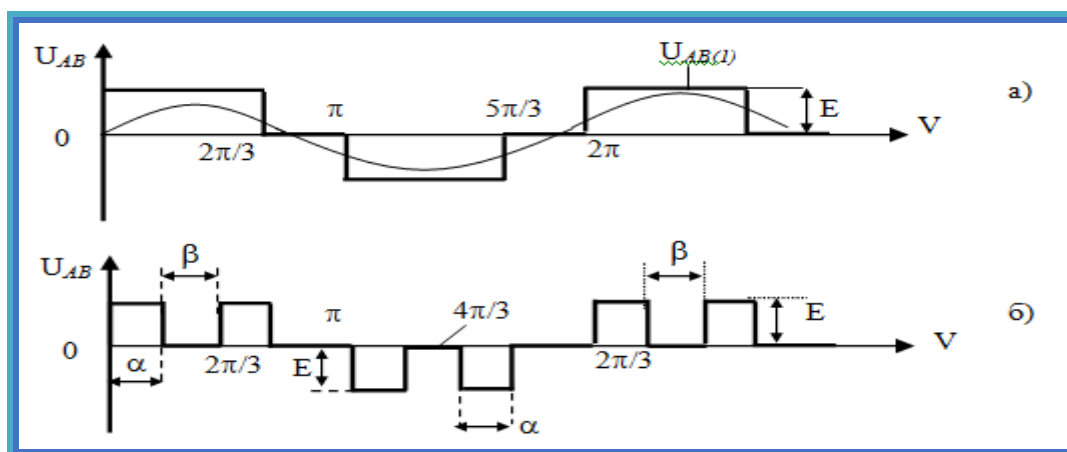 U_AB U_AB(1)
π 5π/3 E а)
0 V
2π/3 2π
β β
U_AB
π 4π/3 E б)
0 V
α 2π/3 E 2π/3
α